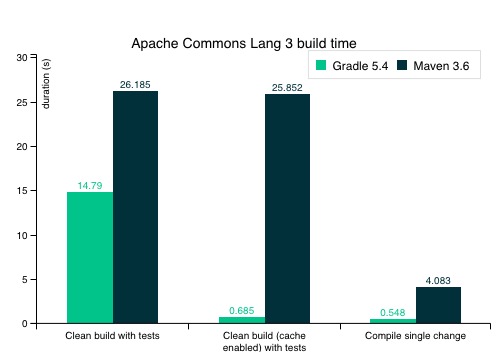 Apache Commons Lang 3 build time
Gradle 5.4 Maven 3.6
duration (s)
30
25
20
15
10
5
0
14.79
26.185
0.685
25.852
0.548
4.083
Clean build with tests
Clean build (cache
enabled) with tests
Compile single change